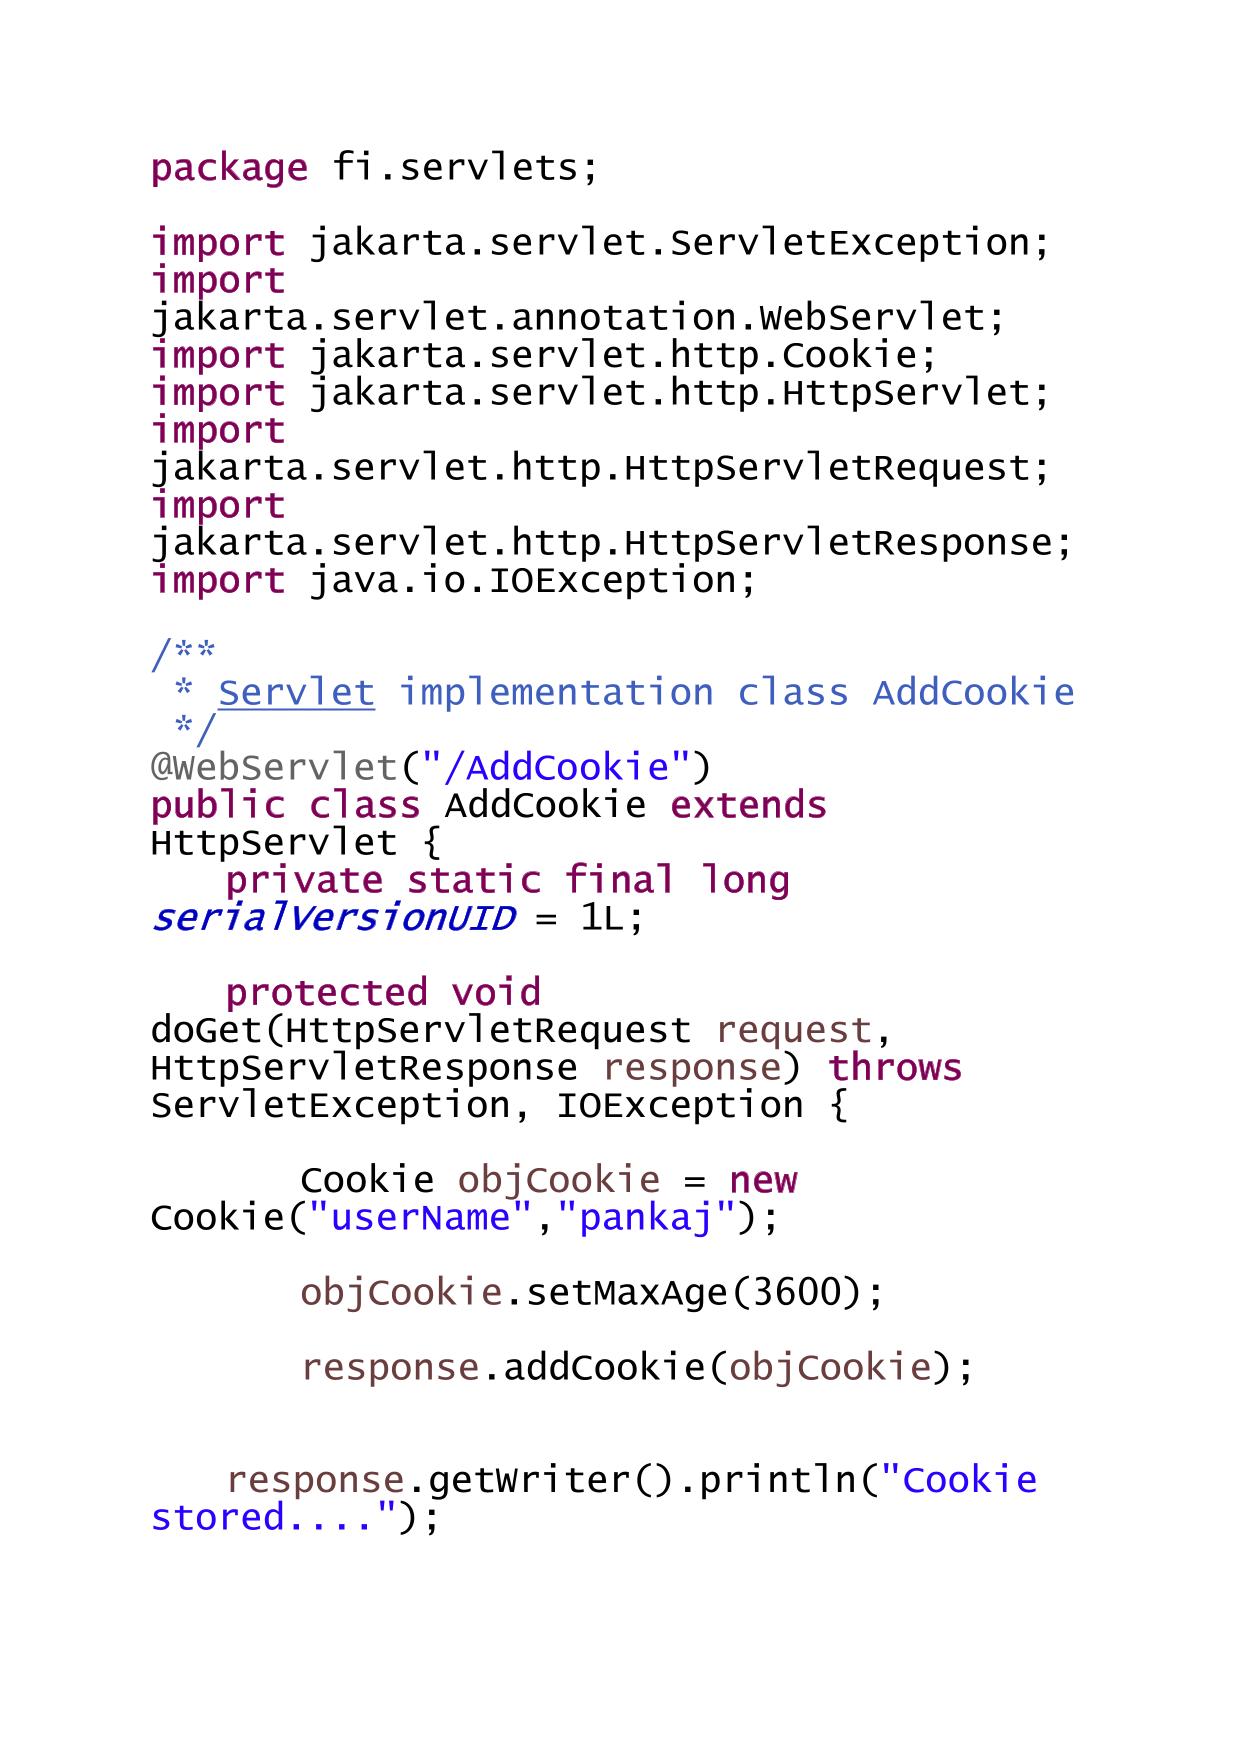 package fi.servlets;
import jakarta.servlet.ServletException;
import
jakarta.servlet.annotation.WebServlet;
import jakarta.servlet.http.Cookie;
import jakarta.servlet.http.HttpServlet;
import
jakarta.servlet.http.HttpServletRequest;
import
jakarta.servlet.http.HttpServletResponse;
import java.io.IOException;
/**
 * Servlet implementation class AddCookie
 */
@WebServlet("/AddCookie")
public class AddCookie extends
HttpServlet {
private static final long
serialVersionUID = 1L;
protected void
doGet(HttpServletRequest request,
HttpServletResponse response) throws
ServletException, IOException {
Cookie objCookie = new
Cookie("userName","pankaj");
objCookie.setMaxAge(3600);
response.addCookie(objCookie);
response.getWriter().println("Cookie
stored....");